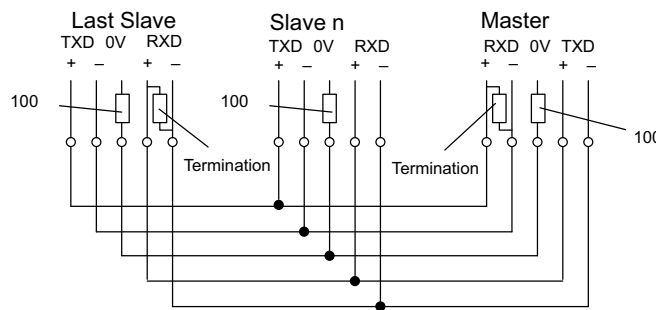 Last Slave
Slave n
Master
TXD 0V RXD
TXD 0V RXD
RXD 0V TXD
+ – + –
+ – + –
+ – + –
100
100
100
Termination
Termination